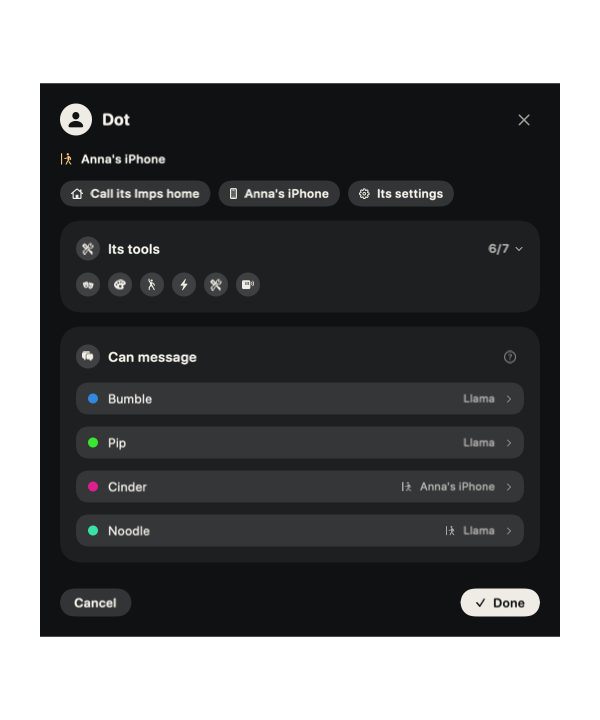 Dot
Anna's iPhone
Call its Imps home
Anna's iPhone
Its settings
Its tools
6/7
Can message
Bumble
Llama
Pip
Llama
Cinder
Anna's iPhone
Noodle
Llama
Cancel
Done